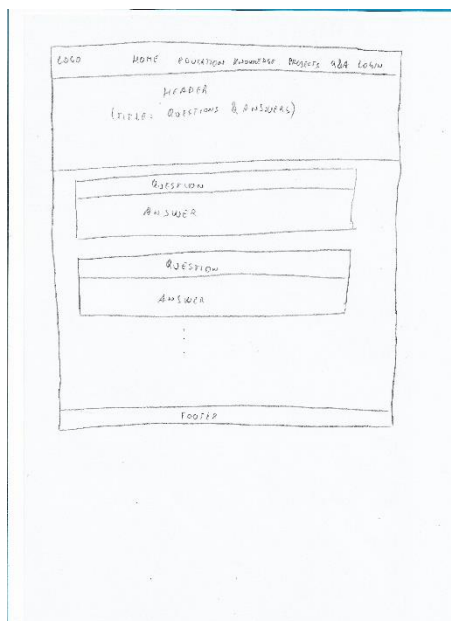 LOGO HOME EDUCATION KNOWLEDGE PROJECTS Q&A LOGIN
HEADER
(TITLE: QUESTIONS & ANSWERS)
QUESTION
ANSWER
QUESTION
ANSWER
FOOTER